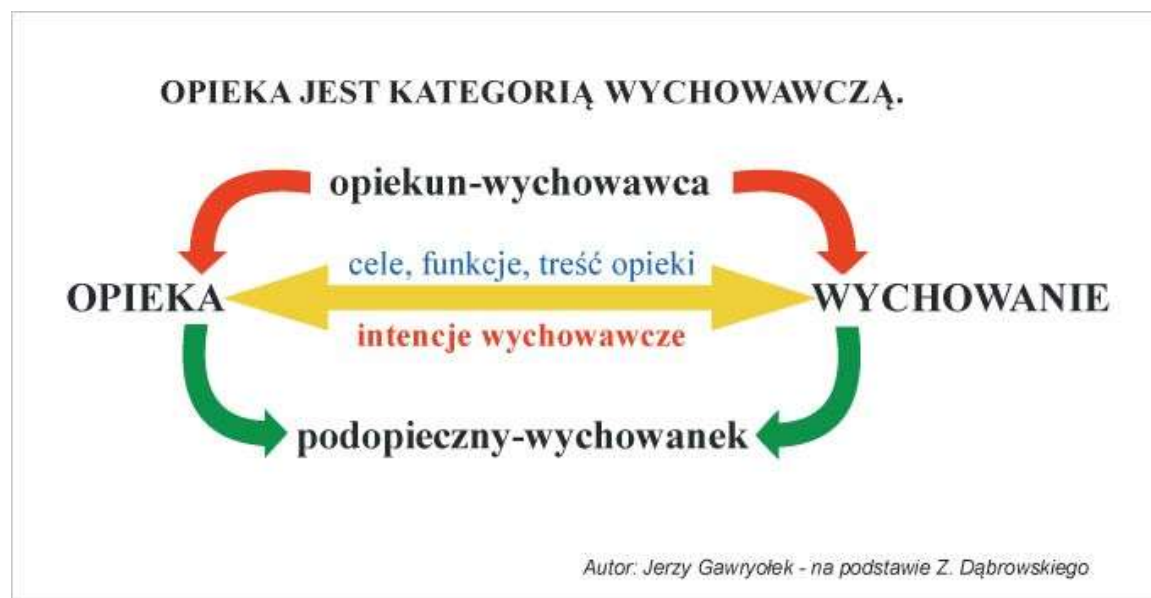 OPIEKA JEST KATEGORIĄ WYCHOWAWCZĄ.
opiekun-wychowawca
cele, funkcje, treść opieki
OPIEKA WYCHOWANIE
intencje wychowawcze
podopieczny-wychowanek
Autor: Jerzy Gawryołek - na podstawie Z. Dąbrowskiego